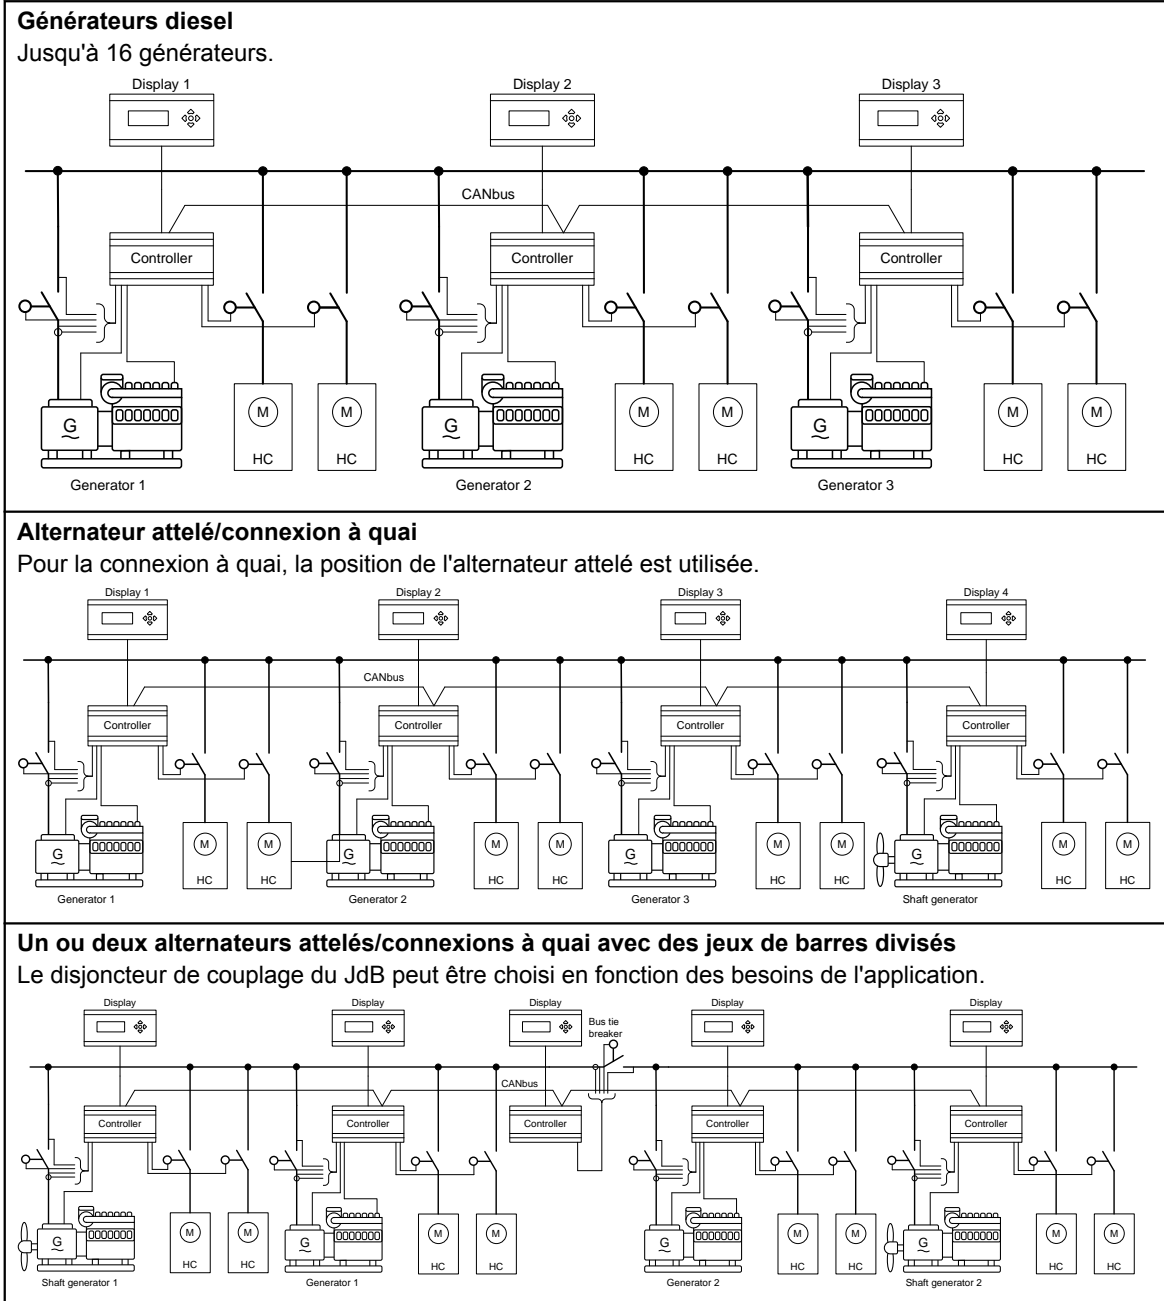 Générateurs diesel
Jusqu'à 16 générateurs.
Display 1 Display 2 Display 3
CANbus
Controller Controller Controller
G M M G M M G M M
HC HC HC HC HC HC
Generator 1 Generator 2 Generator 3
Alternateur attelé/connexion à quai
Pour la connexion à quai, la position de l'alternateur attelé est utilisée.
Display 1 Display 2 Display 3 Display 4
CANbus
Controller Controller Controller Controller
G M M G M M G M M G M M
HC HC HC HC HC HC HC HC
Generator 1 Generator 2 Generator 3 Shaft generator
Un ou deux alternateurs attelés/connexions à quai avec des jeux de barres divisés
Le disjoncteur de couplage du JdB peut être choisi en fonction des besoins de l'application.
Display Display Display Display Display
Bus tie
breaker
CANbus
Controller Controller Controller Controller Controller
G M M G M M G M M G M M
HC HC HC HC HC HC HC HC
Shaft generator 1 Generator 1 Generator 2 Shaft generator 2